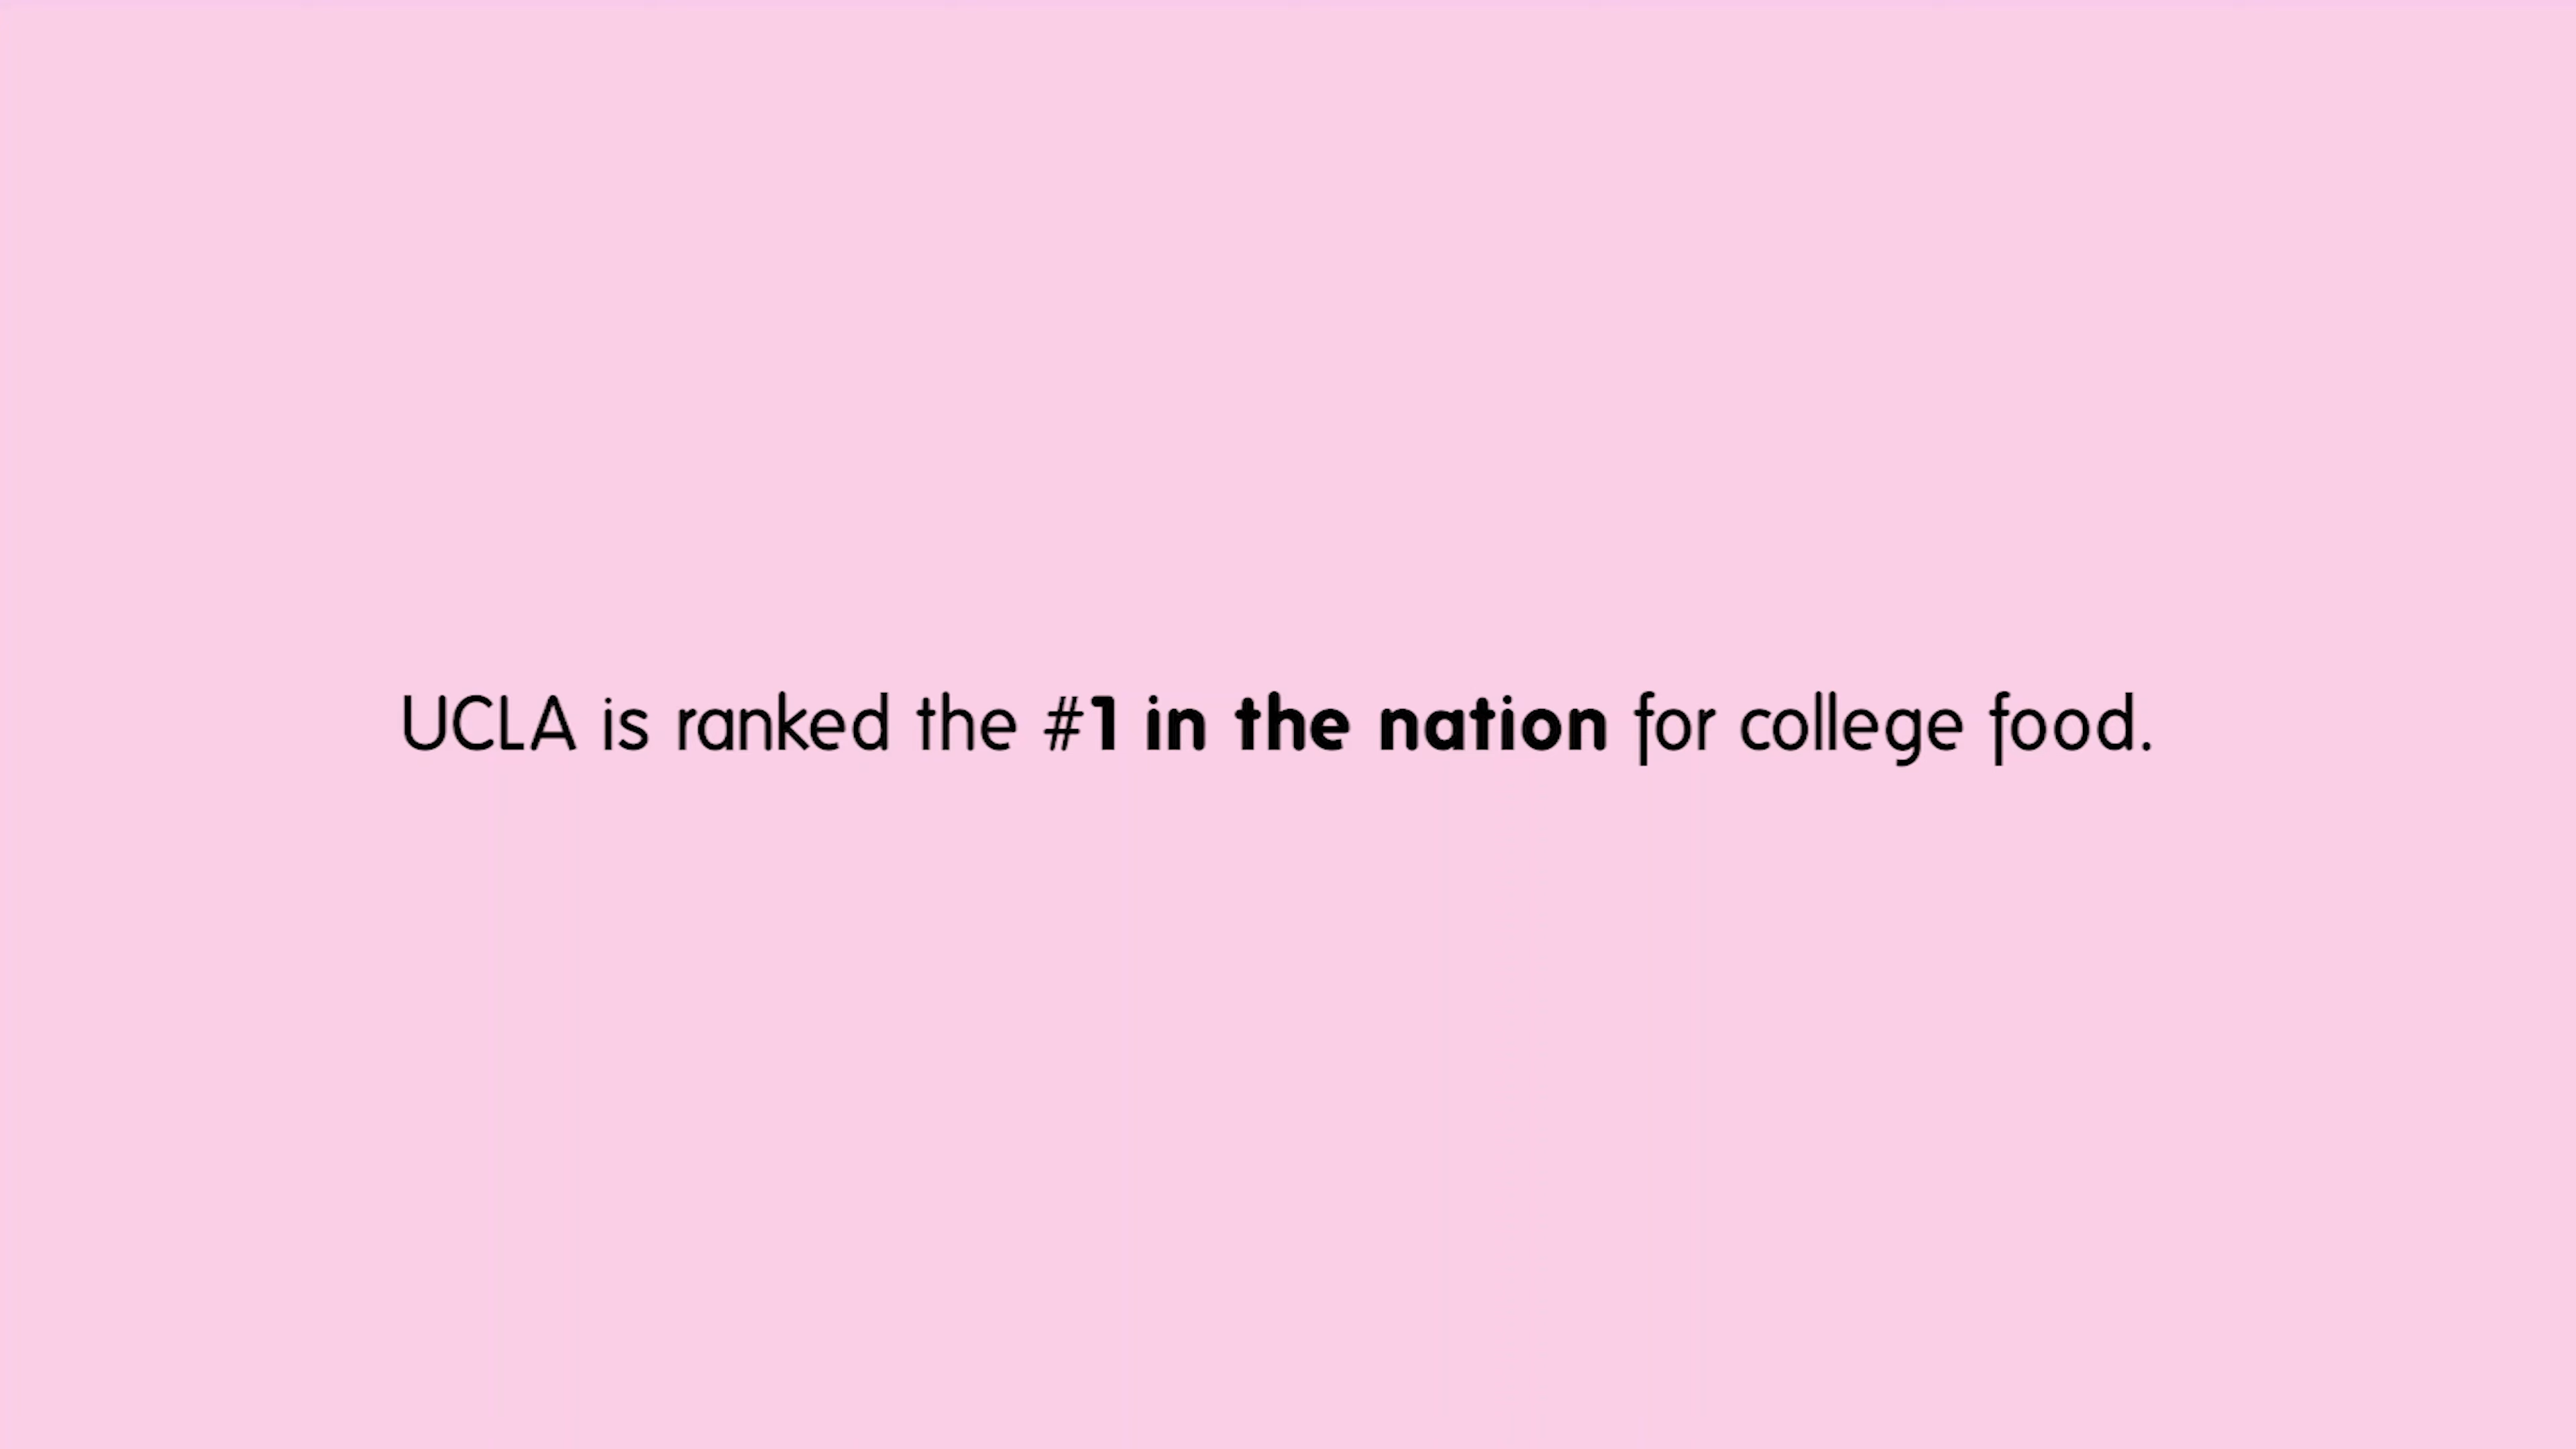 UCLA is ranked the #1 in the nation for college food.